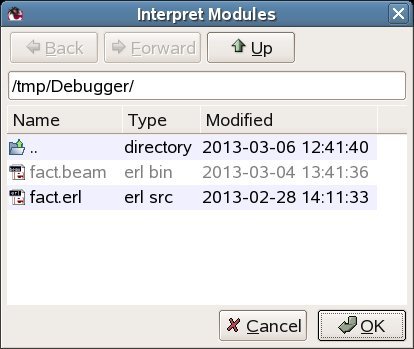 Interpret Modules
Back Forward Up
/tmp/Debugger/
Name Type Modified
.. directory 2013-03-06 12:41:40
fact.beam erl bin 2013-03-04 13:41:36
fact.erl erl src 2013-02-28 14:11:33
Cancel OK